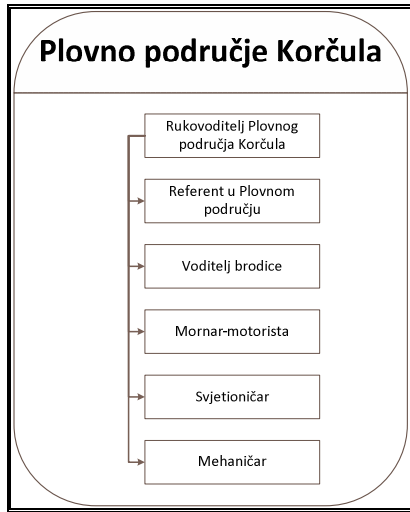 Plovno područje Korčula
Rukovoditelj Plovnog
područja Korčula
Referent u Plovnom
području
Voditelj brodice
Mornar-motorista
Svjetioničar
Mehaničar